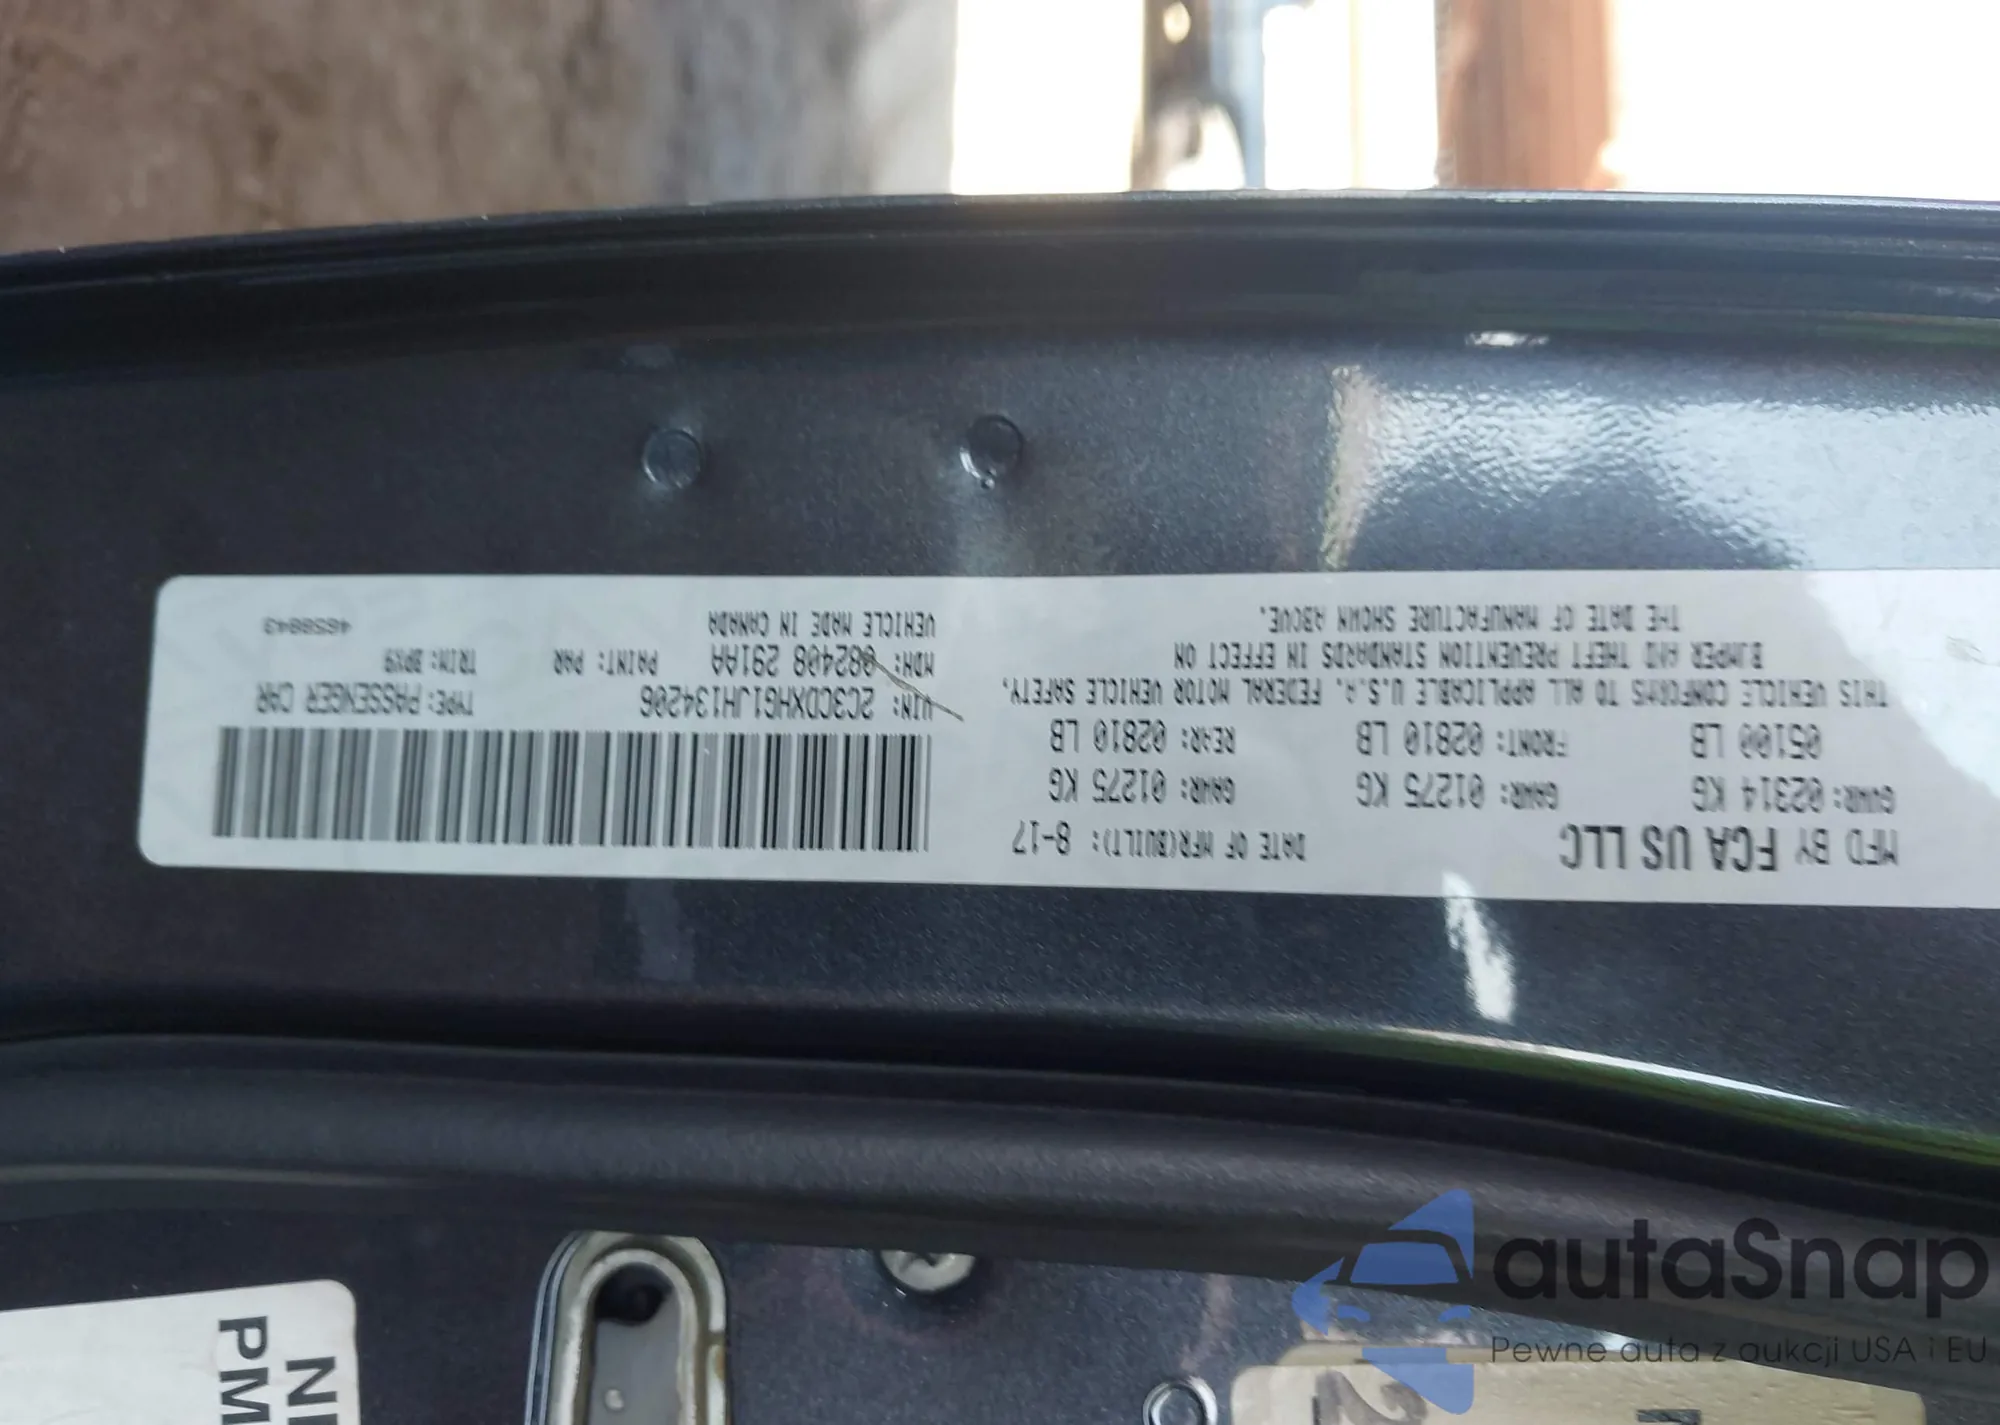 MFD BY FCA US LLC
DATE OF MFR(BUILT): 8-17
GVWR: 02314 KG
GAWR: 01275 KG
GAWR: 01275 KG
05100 LB
FRONT: 02810 LB
REAR: 02810 LB
THIS VEHICLE CONFORMS TO ALL APPLICABLE U.S.A. FEDERAL MOTOR VEHICLE SAFETY,
BUMPER AND THEFT PREVENTION STANDARDS IN EFFECT ON
THE DATE OF MANUFACTURE SHOWN ABOVE.
VIN: 2C3CDXHG1JH134206
TYPE: PASSENGER CAR
MDH: 082408 291AA
PAINT: PAR
TRIM: BPX9
VEHICLE MADE IN CANADA
4658843
PM
autaSnap
Pewne auta z aukcji USA i EU